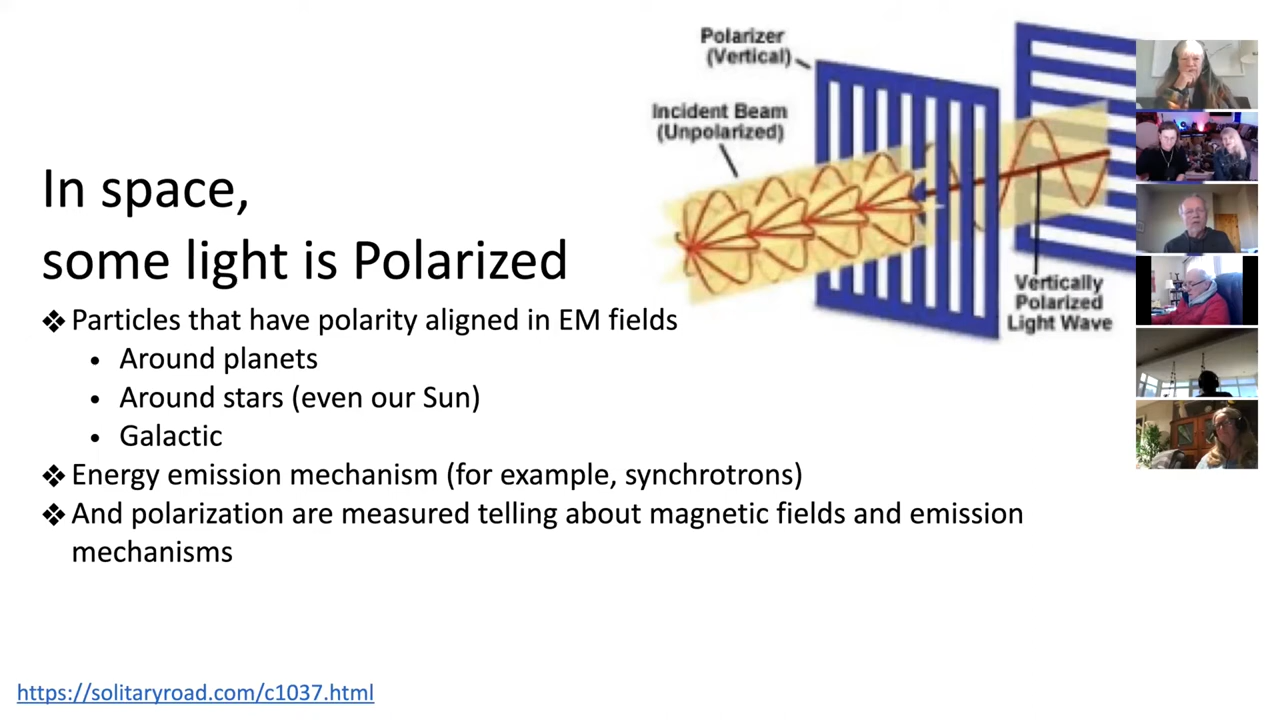 Polarizer
(Vertical)
Incident Beam
(Unpolarized)
In space,
some light is Polarized
Vertically
Polarized
Light Wave
❖ Particles that have polarity aligned in EM fields
• Around planets
• Around stars (even our Sun)
• Galactic
❖ Energy emission mechanism (for example, synchrotrons)
❖ And polarization are measured telling about magnetic fields and emission
mechanisms
https://solitaryroad.com/c1037.html